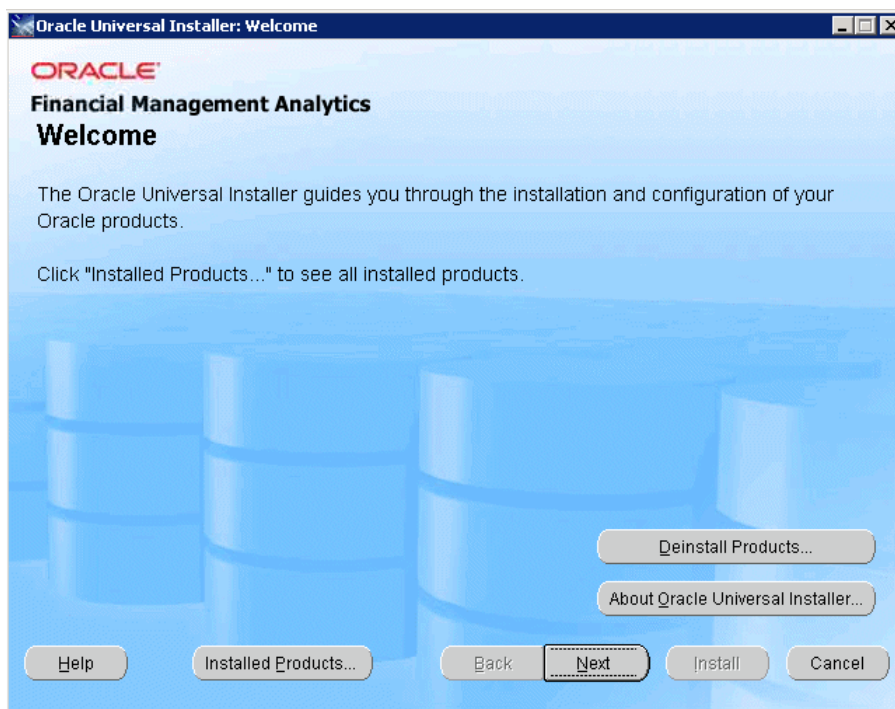 Oracle Universal Installer: Welcome
ORACLE
Financial Management Analytics
Welcome
The Oracle Universal Installer guides you through the installation and configuration of your
Oracle products.
Click "Installed Products..." to see all installed products.
Deinstall Products...
About Oracle Universal Installer...
Help
Installed Products...
Back
Next
Install
Cancel